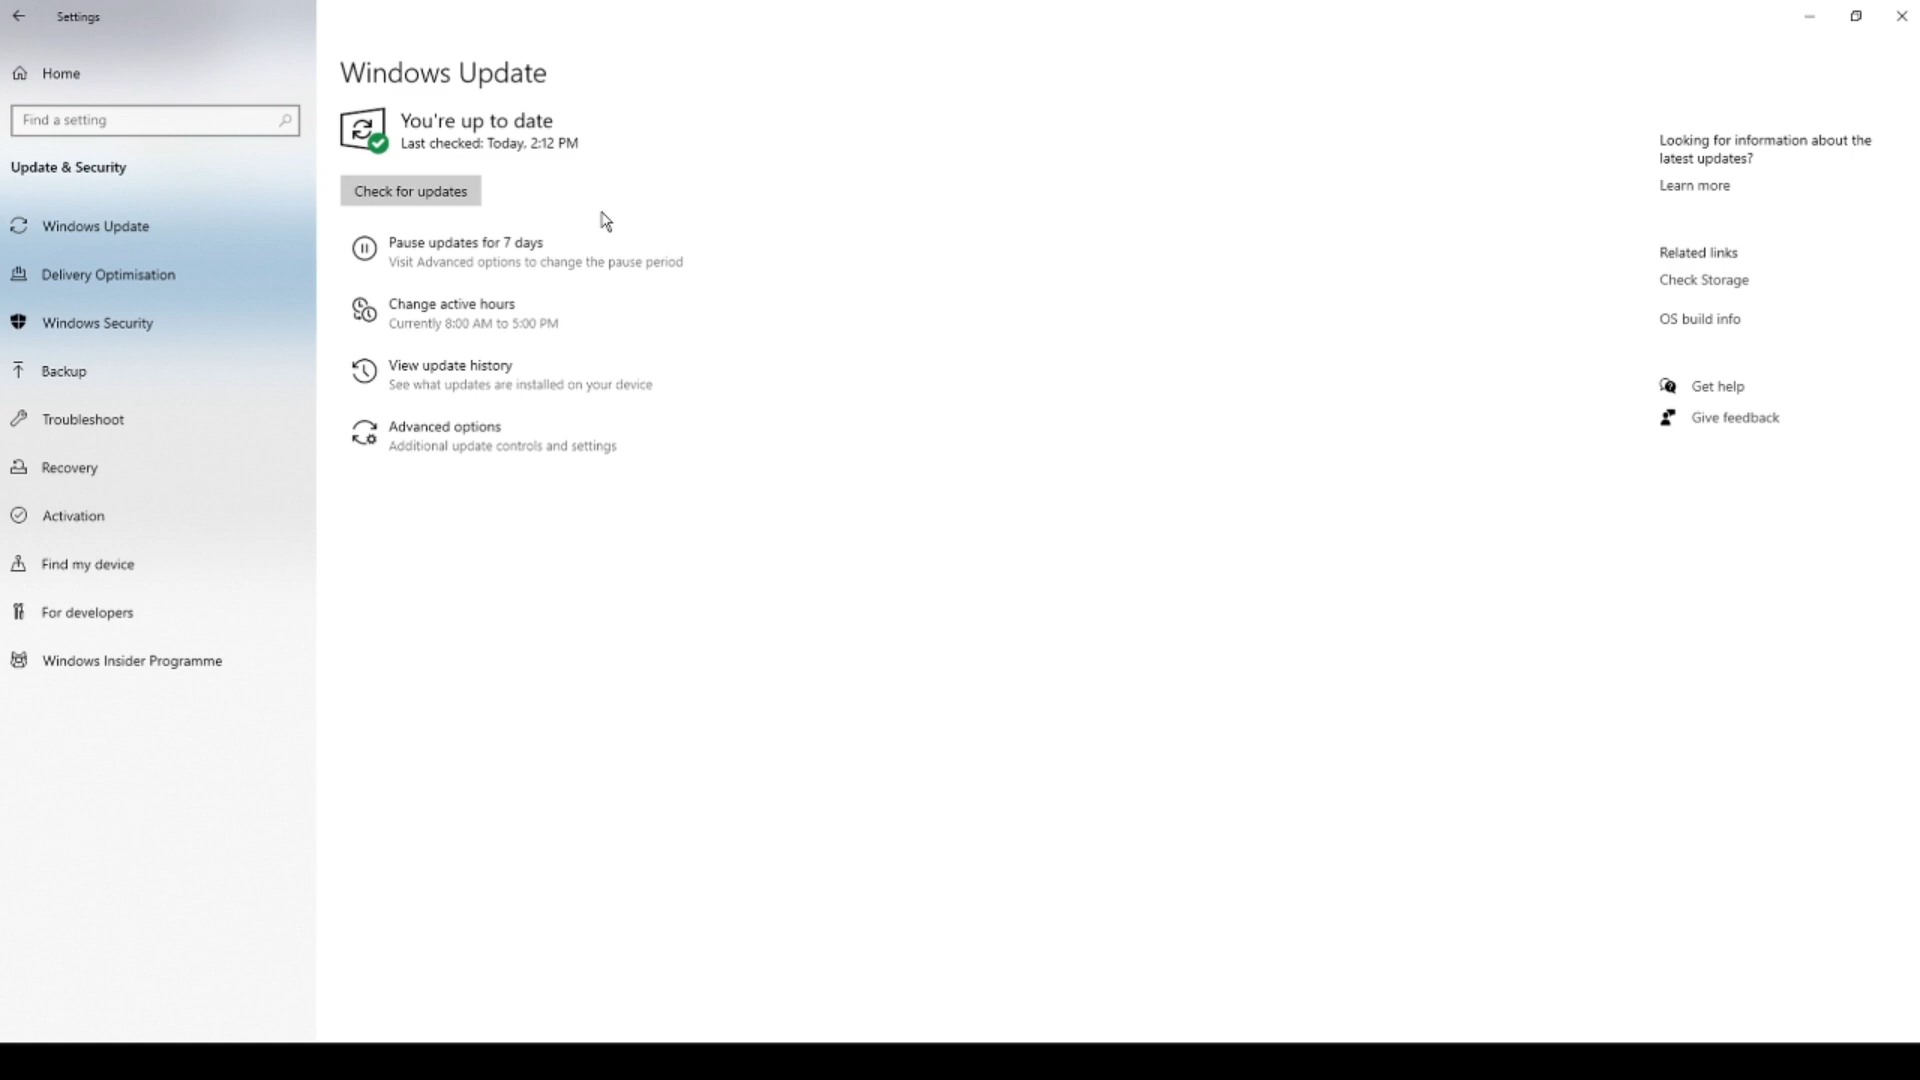 Settings
Home
Find a setting
Update & Security
Windows Update
Delivery Optimisation
Windows Security
Backup
Troubleshoot
Recovery
Activation
Find my device
For developers
Windows Insider Programme
Windows Update
You're up to date
Last checked: Today, 2:12 PM
Check for updates
Pause updates for 7 days
Visit Advanced options to change the pause period
Change active hours
Currently 8:00 AM to 5:00 PM
View update history
See what updates are installed on your device
Advanced options
Additional update controls and settings
Looking for information about the
latest updates?
Learn more
Related links
Check Storage
OS build info
Get help
Give feedback